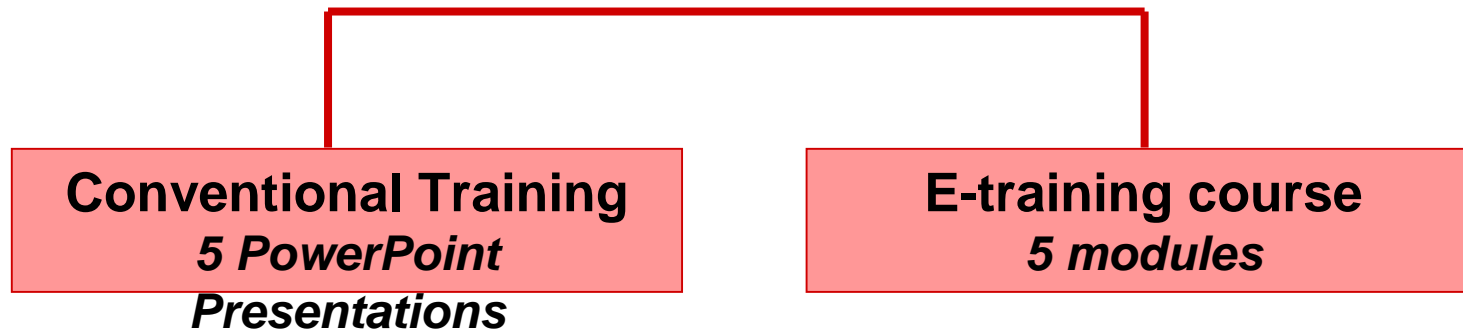 Conventional Training
5 PowerPoint
Presentations
E-training course
5 modules